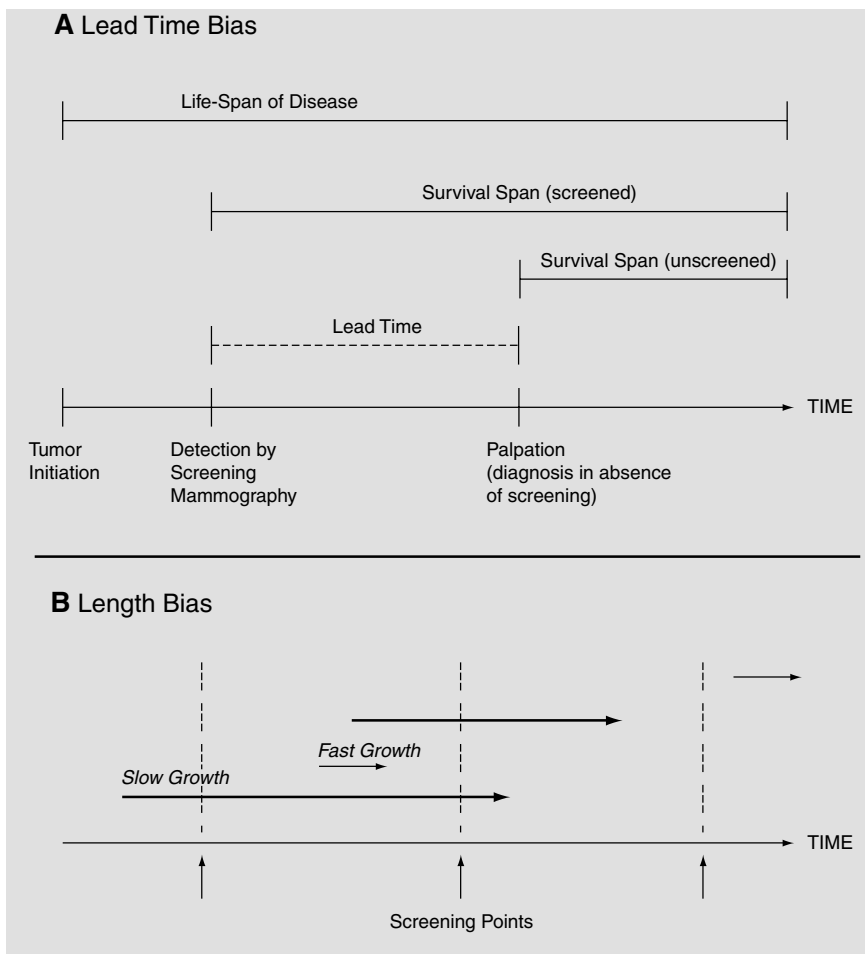 A Lead Time Bias
Life-Span of Disease
Survival Span (screened)
Survival Span (unscreened)
Lead Time
TIME
Tumor
Initiation
Detection by
Screening
Mammography
Palpation
(diagnosis in absence
of screening)
B Length Bias
Fast Growth
Slow Growth
TIME
Screening Points